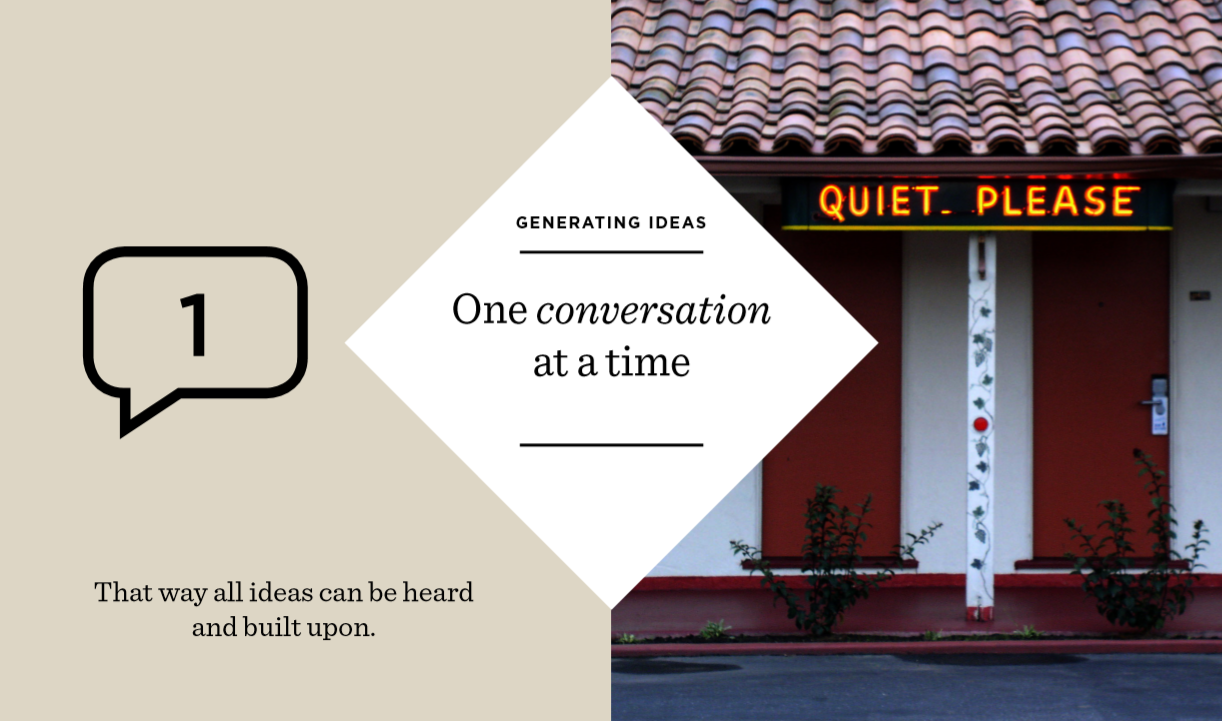 GENERATING IDEAS
One conversation
at a time
1
That way all ideas can be heard
and built upon.
QUIET PLEASE